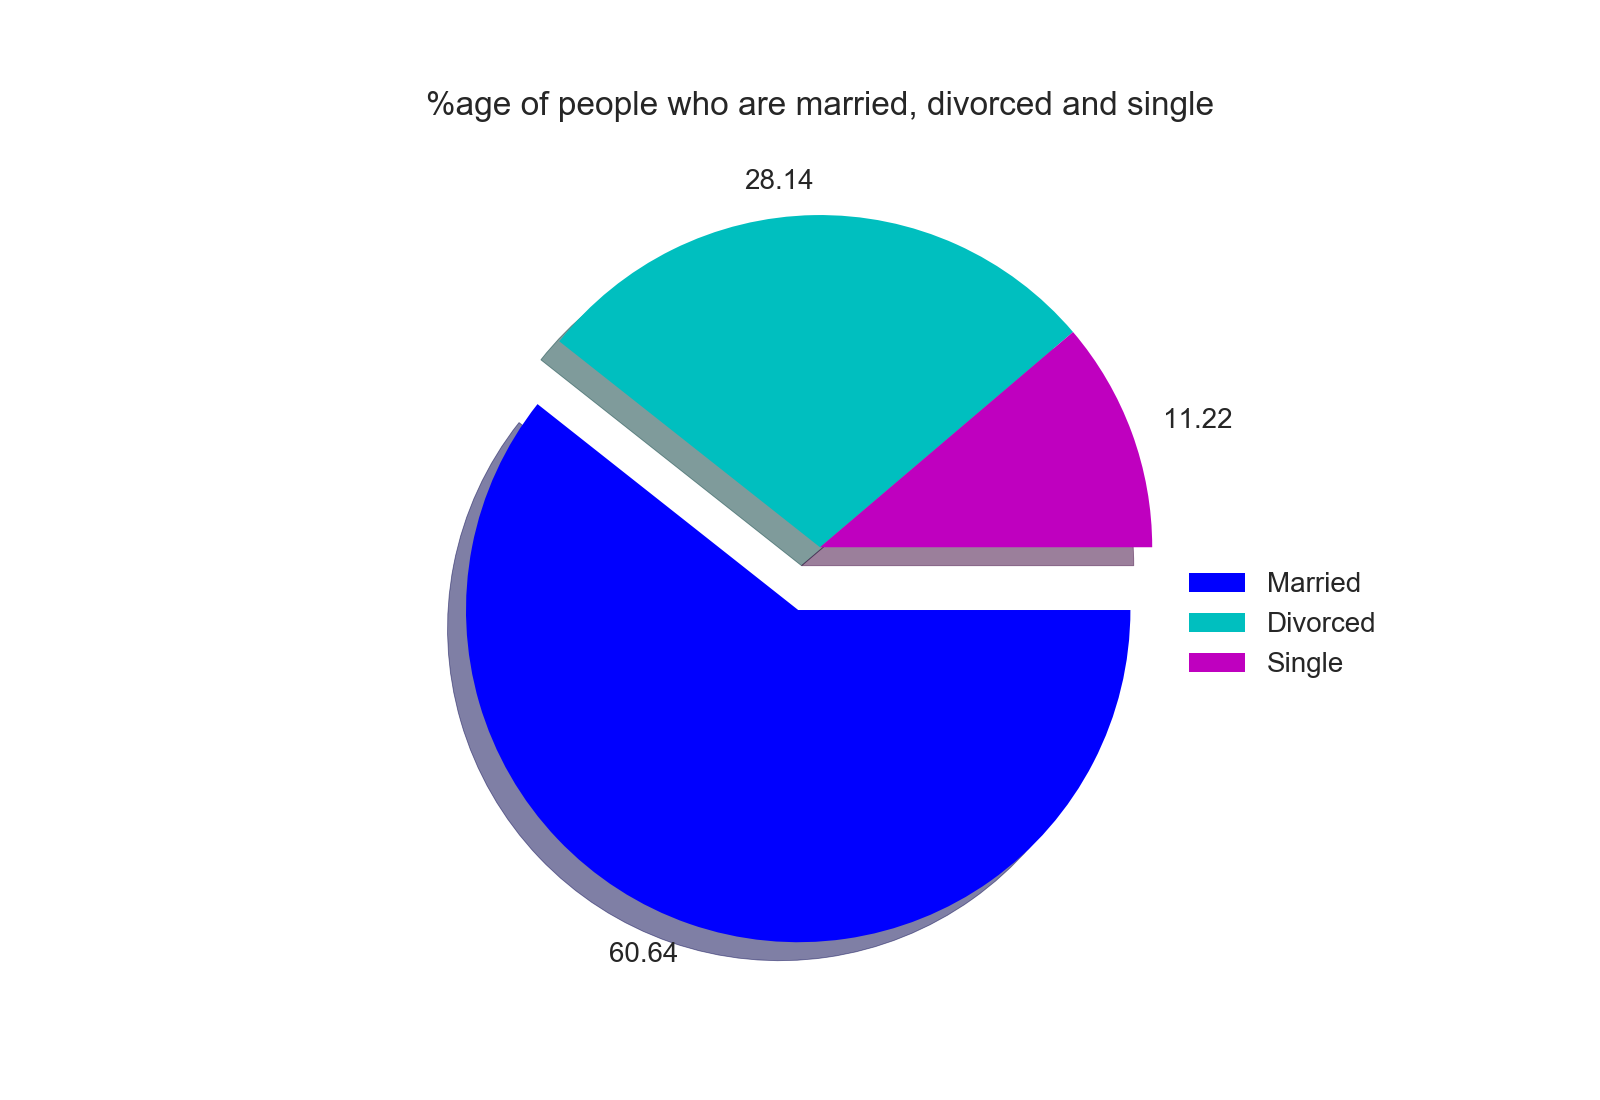 %age of people who are married, divorced and single
28.14
11.22
Married
Divorced
Single
60.64